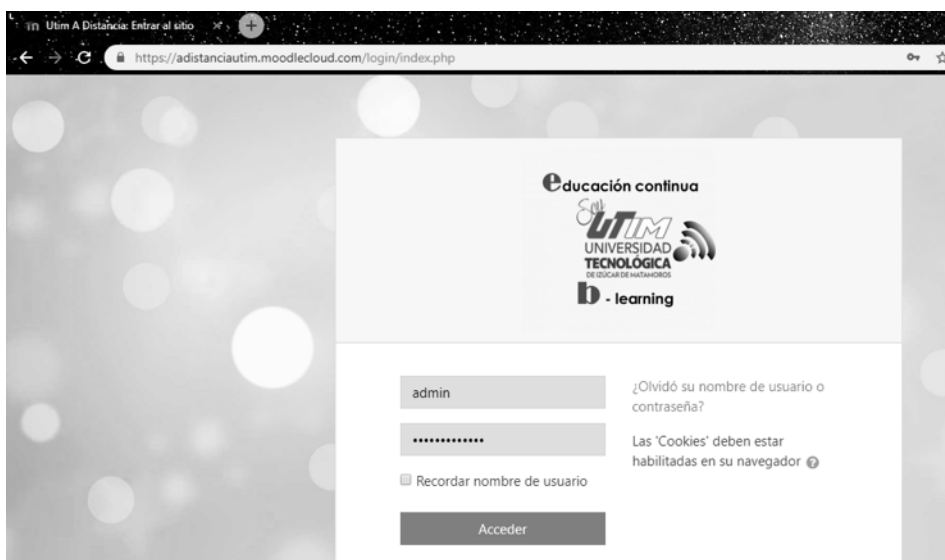 Utim A Distancia: Entrar al sitio
https://adistanciautim.moodlecloud.com/login/index.php
educación continua
Soy
UTIM
UNIVERSIDAD
TECNOLÓGICA
DE IZÚCAR DE MATAMOROS
b - learning
admin
•••••••••••••
Recordar nombre de usuario
Acceder
¿Olvidó su nombre de usuario o
contraseña?
Las 'Cookies' deben estar
habilitadas en su navegador